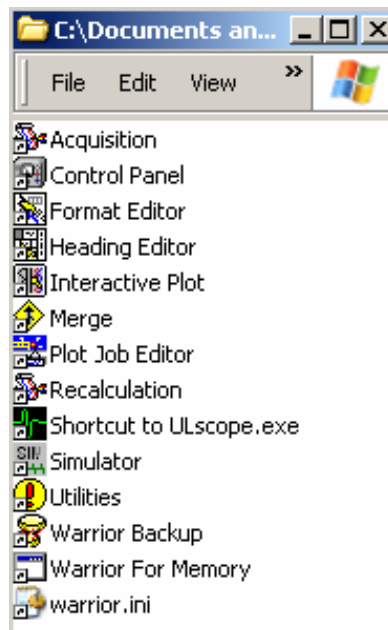 C:\Documents an...
File Edit View »
Acquisition
Control Panel
Format Editor
Heading Editor
Interactive Plot
Merge
Plot Job Editor
Recalculation
Shortcut to ULscope.exe
SIM Simulator
Utilities
Warrior Backup
Warrior For Memory
warrior.ini